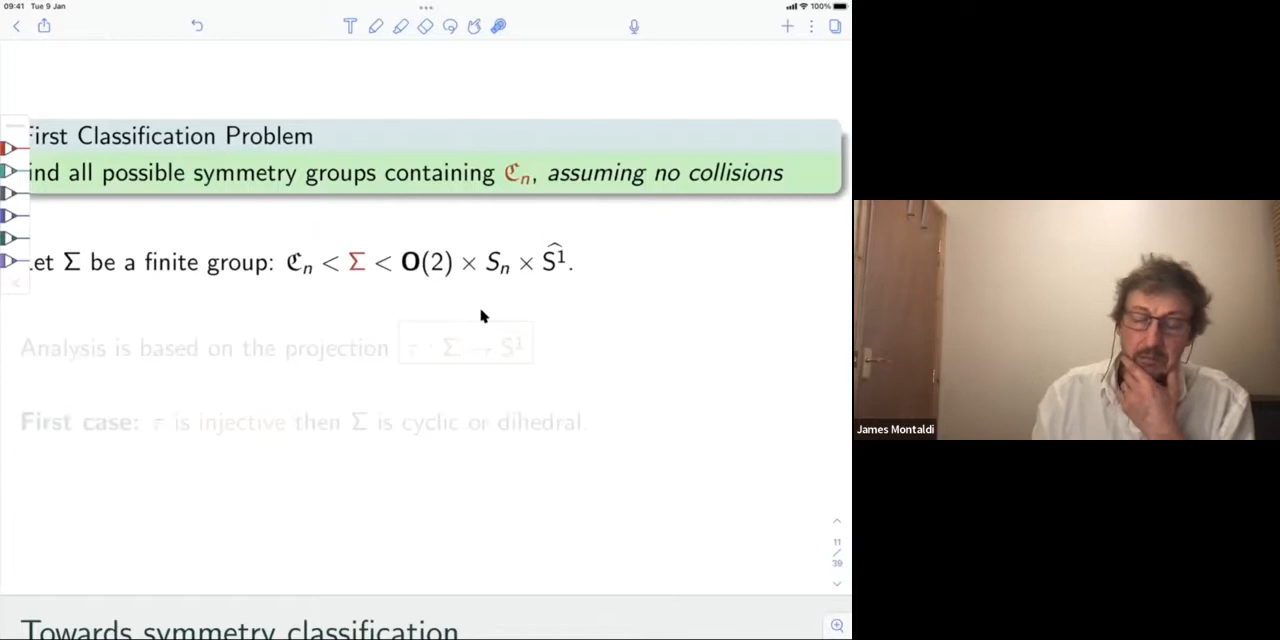 09:41 Tue 9 Jan
100%
First Classification Problem
ind all possible symmetry groups containing ℭₙ, assuming no collisions
et Σ be a finite group: ℭₙ < Σ < O(2) × Sₙ × Ŝ¹.
Analysis is based on the projection τ : Σ → S¹
First case: τ is injective then Σ is cyclic or dihedral.
James Montaldi
11
/
39
Towards symmetry classification